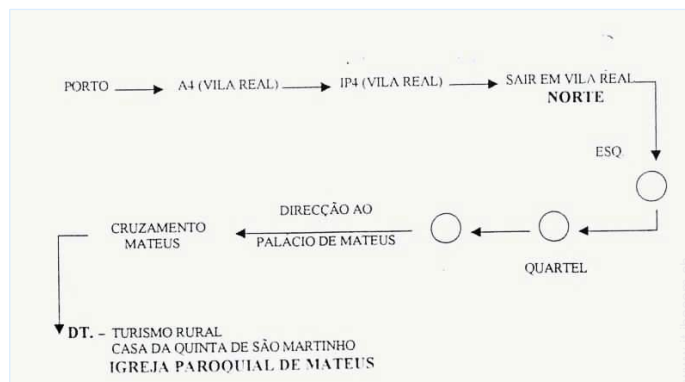 PORTO A4 (VILA REAL) IP4 (VILA REAL) SAIR EM VILA REAL
NORTE
ESQ.
DIRECÇÃO AO
PALÁCIO DE MATEUS
CRUZAMENTO
MATEUS
QUARTEL
DT. - TURISMO RURAL
CASA DA QUINTA DE SÃO MARTINHO
IGREJA PAROQUIAL DE MATEUS